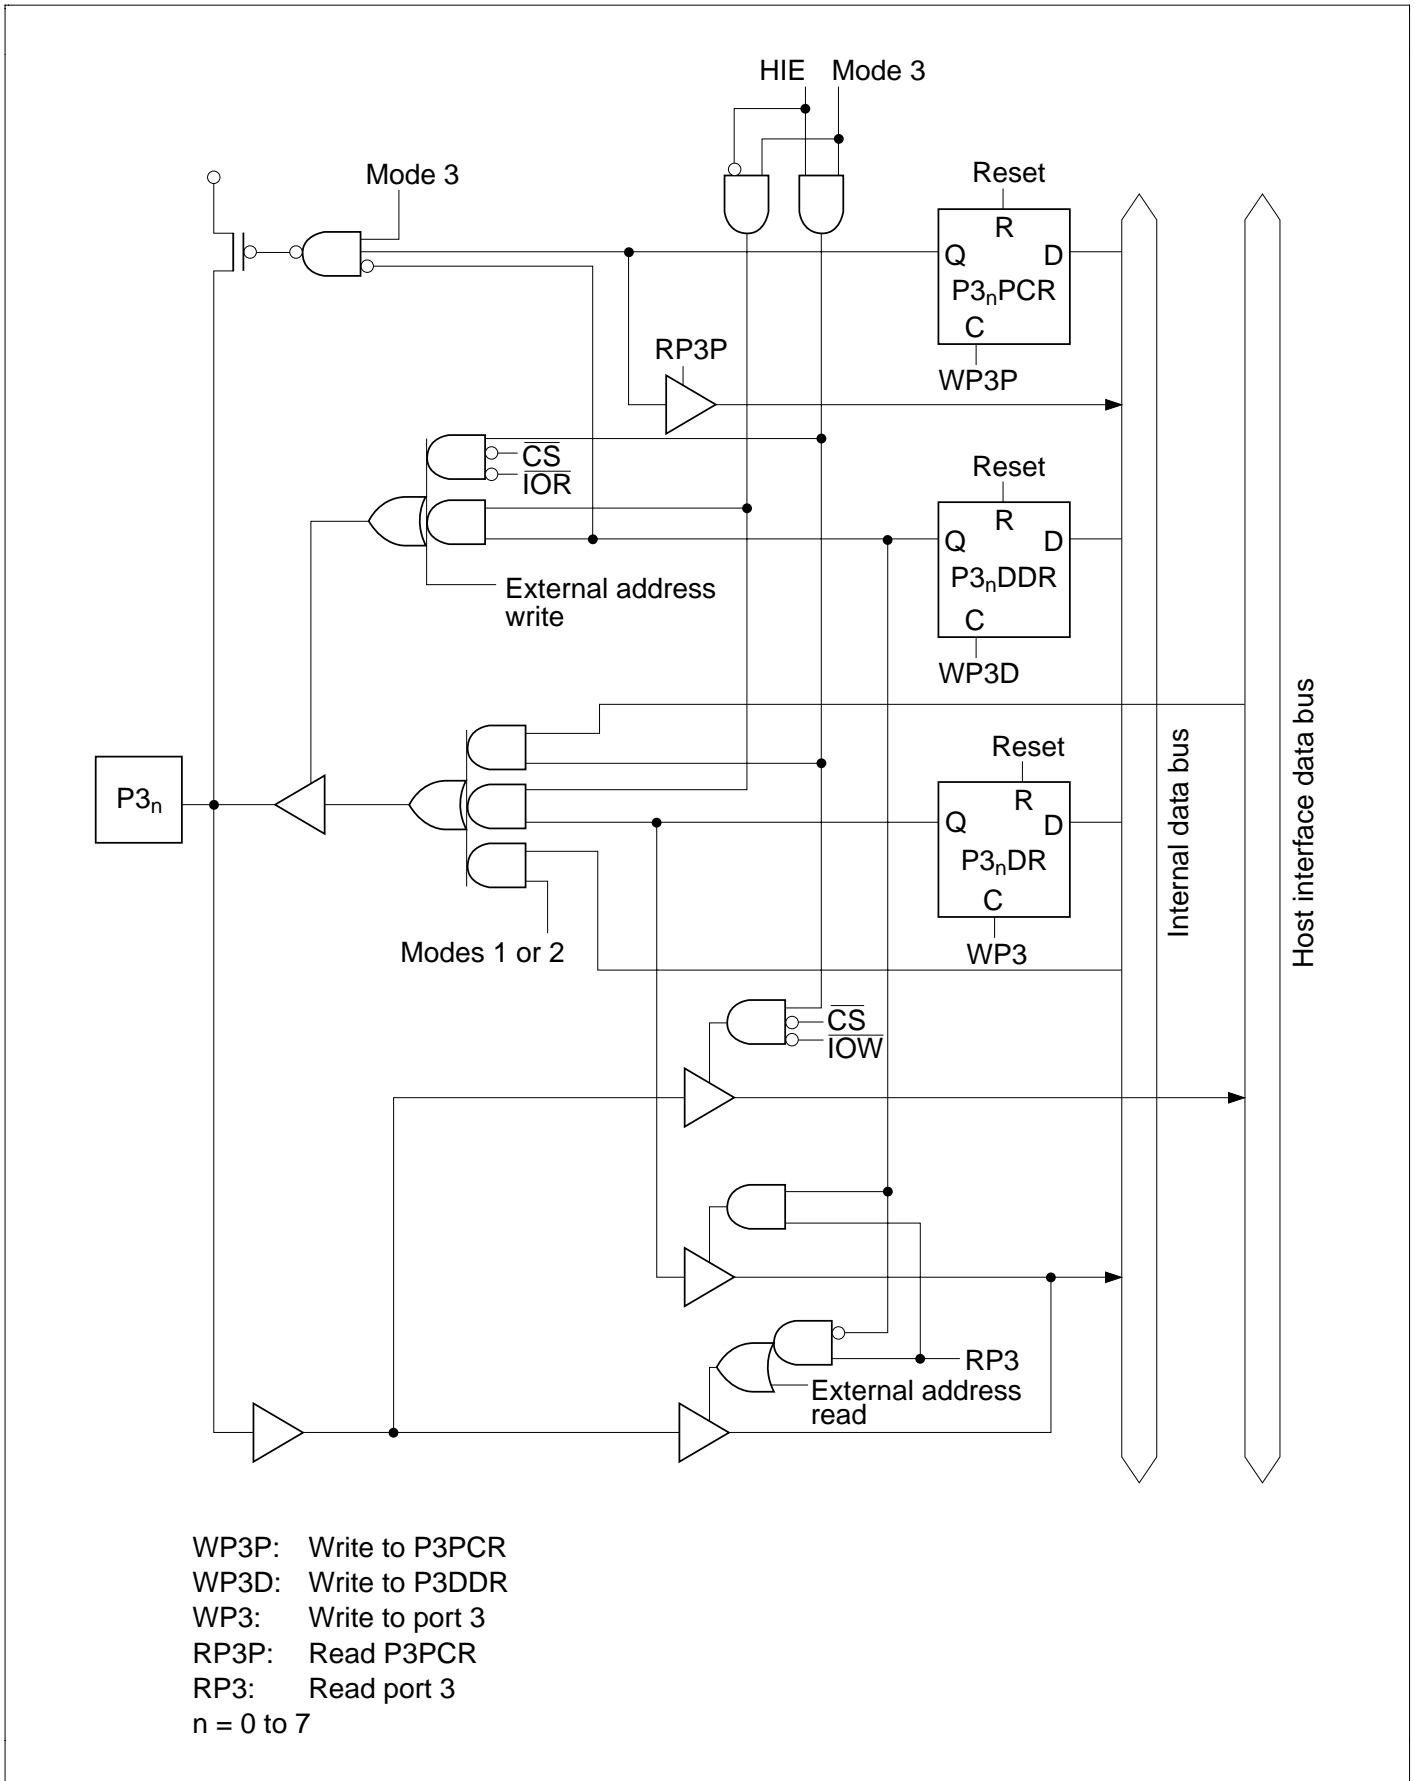 HIE Mode 3
Mode 3
Reset
R
Q D
P3nPCR
C
WP3P
RP3P
CS
IOR
Reset
R
Q D
P3nDDR
C
WP3D
External address
write
Reset
R
Q D
P3nDR
C
WP3
P3n
Modes 1 or 2
Internal data bus
Host interface data bus
CS
IOW
RP3
External address
read
WP3P: Write to P3PCR
WP3D: Write to P3DDR
WP3: Write to port 3
RP3P: Read P3PCR
RP3: Read port 3
n = 0 to 7